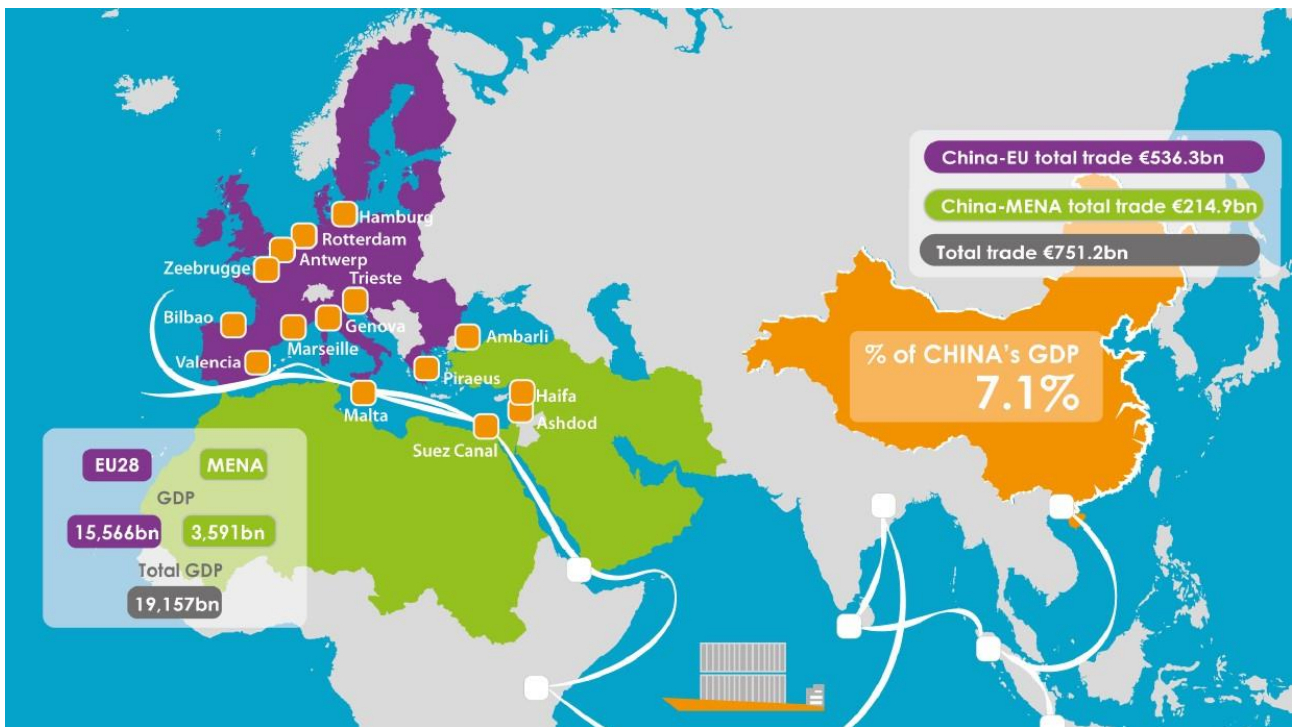 China-EU total trade €536.3bn
China-MENA total trade €214.9bn
Total trade €751.2bn
Hamburg
Rotterdam
Antwerp
Zeebrugge
Trieste
Bilbao
Genova
Marseille
Ambarli
Valencia
Piraeus
Haifa
Malta
Ashdod
Suez Canal
% of CHINA's GDP
7.1%
EU28 MENA
GDP
15,566bn 3,591bn
Total GDP
19,157bn